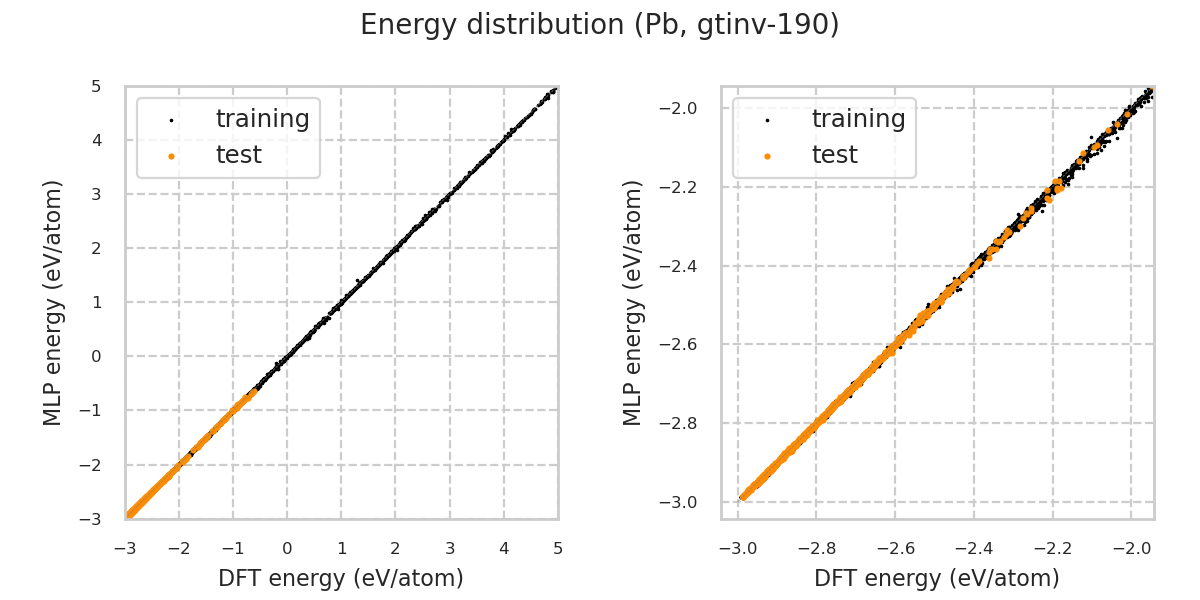 Energy distribution (Pb, gtinv-190)
training
test
5
4
3
2
1
0
−1
−2
−3
−3 −2 −1 0 1 2 3 4 5
MLP energy (eV/atom)
DFT energy (eV/atom)
training
test
−2.0
−2.2
−2.4
−2.6
−2.8
−3.0
−3.0 −2.8 −2.6 −2.4 −2.2 −2.0
MLP energy (eV/atom)
DFT energy (eV/atom)